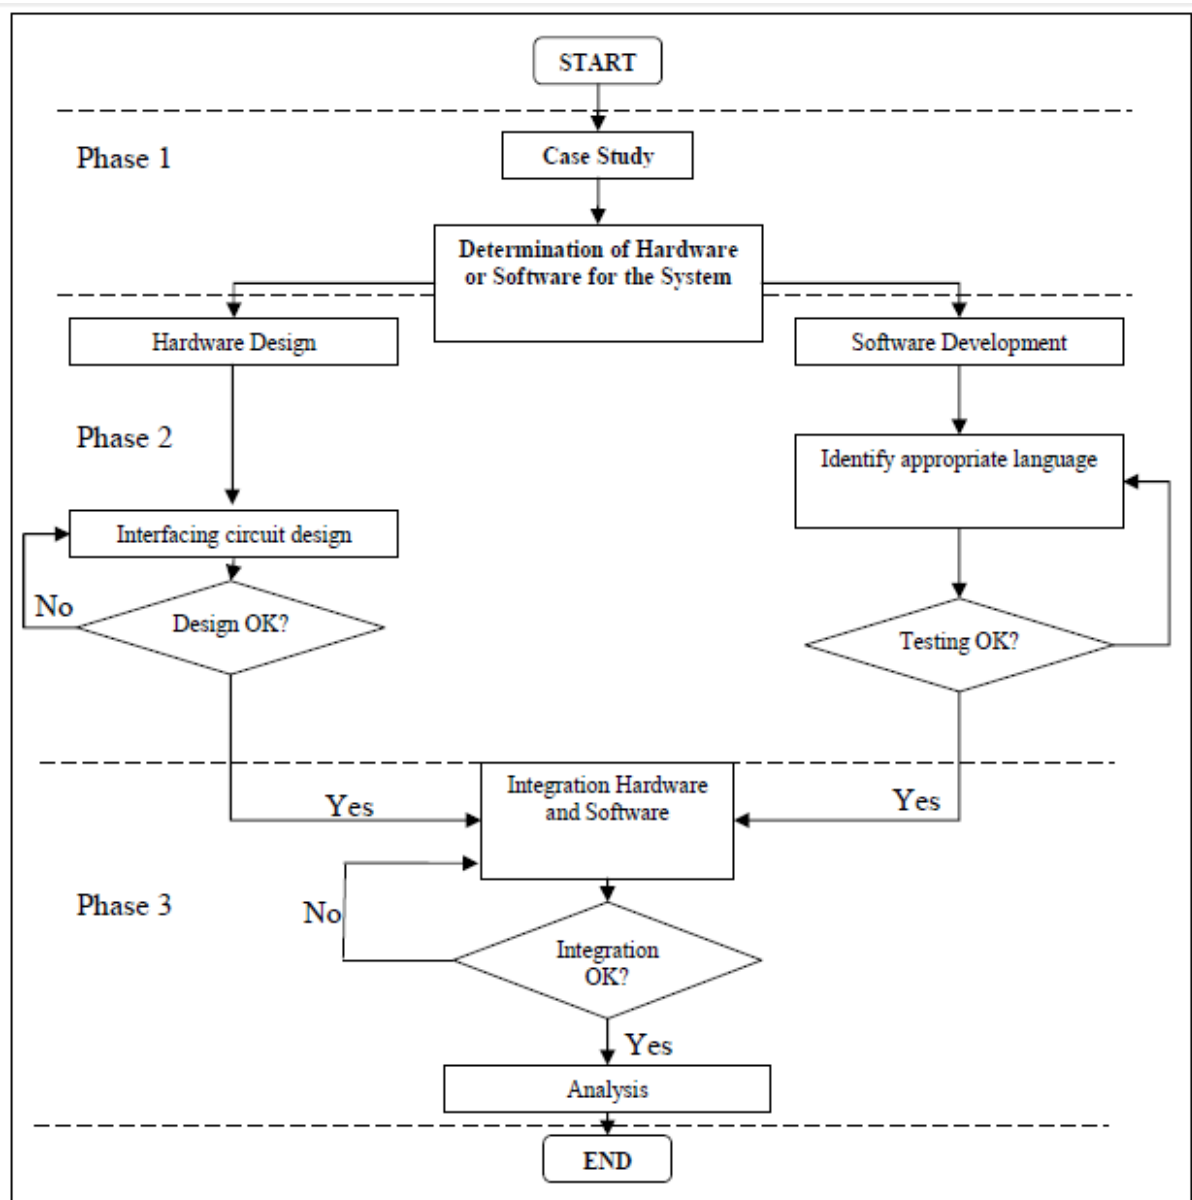 START
Phase 1
Case Study
Determination of Hardware
or Software for the System
Hardware Design
Software Development
Phase 2
Identify appropriate language
Interfacing circuit design
No
Design OK?
Testing OK?
Integration Hardware
and Software
Yes
Yes
Phase 3
No
Integration
OK?
Yes
Analysis
END